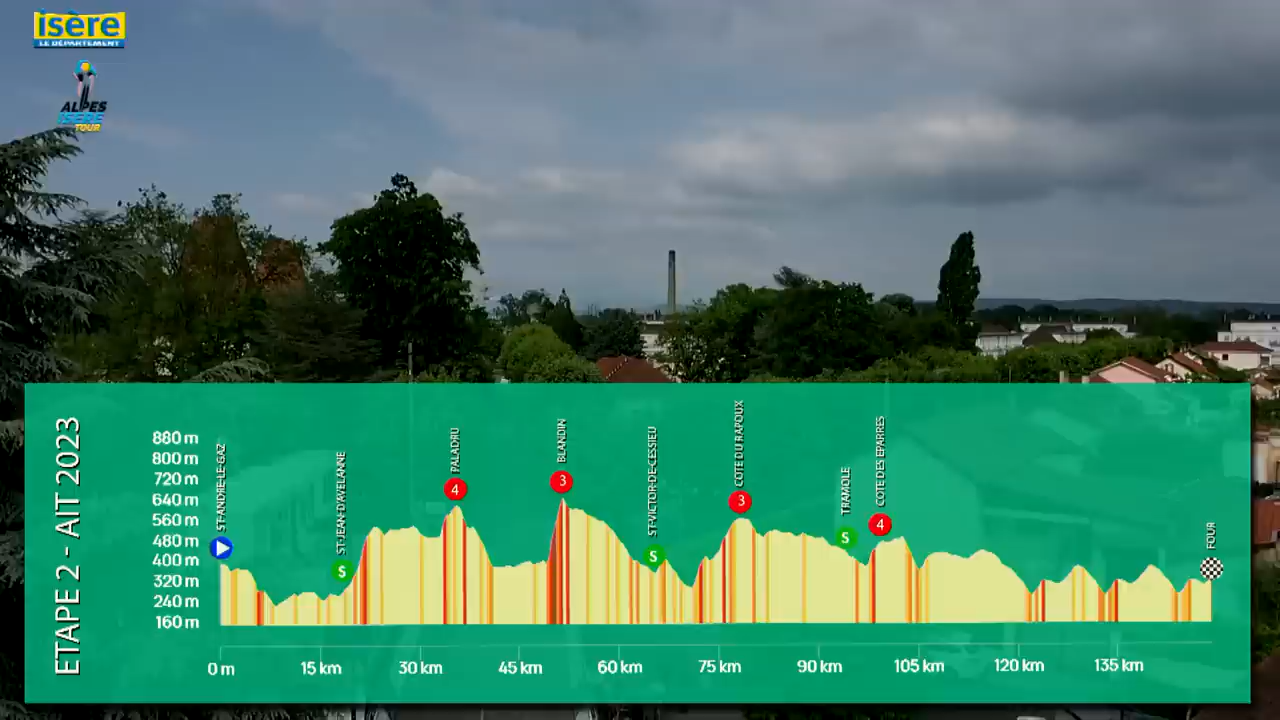 isère
LE DÉPARTEMENT
ALPES
ISÈRE
TOUR
ETAPE 2 - AIT 2023
880 m
800 m
720 m
640 m
560 m
480 m
400 m
320 m
240 m
160 m
ST-ANDRE-LE-GAZ
ST-JEAN-D'AVELANNE
S
PALADRU
4
BLANDIN
3
ST-VICTOR-DE-CESSIEU
S
COTE DU RAPOUX
3
TRAMOLE
S
COTE DES EPARRES
4
FOUR
0 m
15 km
30 km
45 km
60 km
75 km
90 km
105 km
120 km
135 km